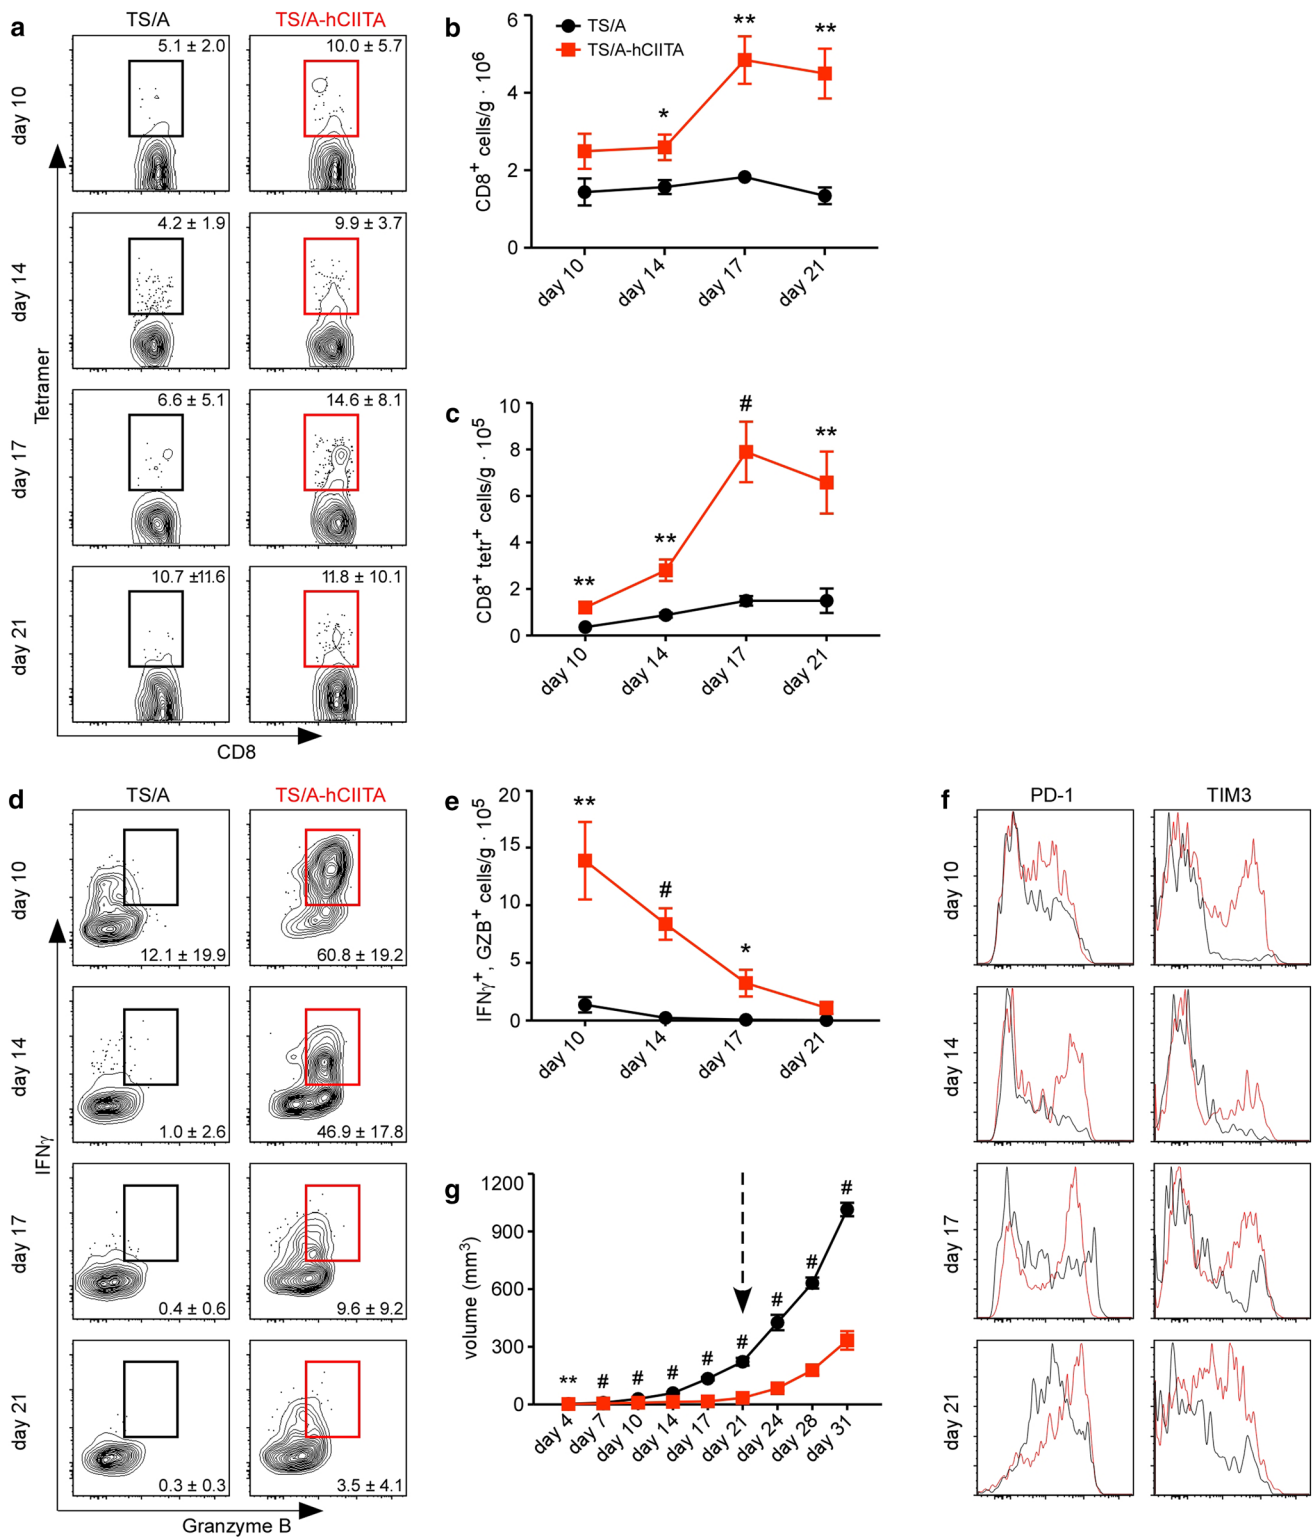 a
TS/A
TS/A-hCIITA
day 10
5.1 ± 2.0
10.0 ± 5.7
day 14
4.2 ± 1.9
9.9 ± 3.7
day 17
6.6 ± 5.1
14.6 ± 8.1
day 21
10.7 ±11.6
11.8 ± 10.1
Tetramer
CD8
b
TS/A
TS/A-hCIITA
CD8⁺ cells/g · 10⁶
6
4
2
0
*
**
**
day 10
day 14
day 17
day 21
c
CD8⁺ tetr⁺ cells/g · 10⁵
10
8
6
4
2
0
**
**
#
**
day 10
day 14
day 17
day 21
d
TS/A
TS/A-hCIITA
day 10
12.1 ± 19.9
60.8 ± 19.2
day 14
1.0 ± 2.6
46.9 ± 17.8
day 17
0.4 ± 0.6
9.6 ± 9.2
day 21
0.3 ± 0.3
3.5 ± 4.1
IFNγ
Granzyme B
e
IFNγ⁺, GZB⁺ cells/g · 10⁵
20
15
10
5
0
**
#
*
day 10
day 14
day 17
day 21
f
PD-1
TIM3
day 10
day 14
day 17
day 21
g
volume (mm³)
1200
900
600
300
0
**
#
#
#
#
#
#
#
#
day 4
day 7
day 10
day 14
day 17
day 21
day 24
day 28
day 31